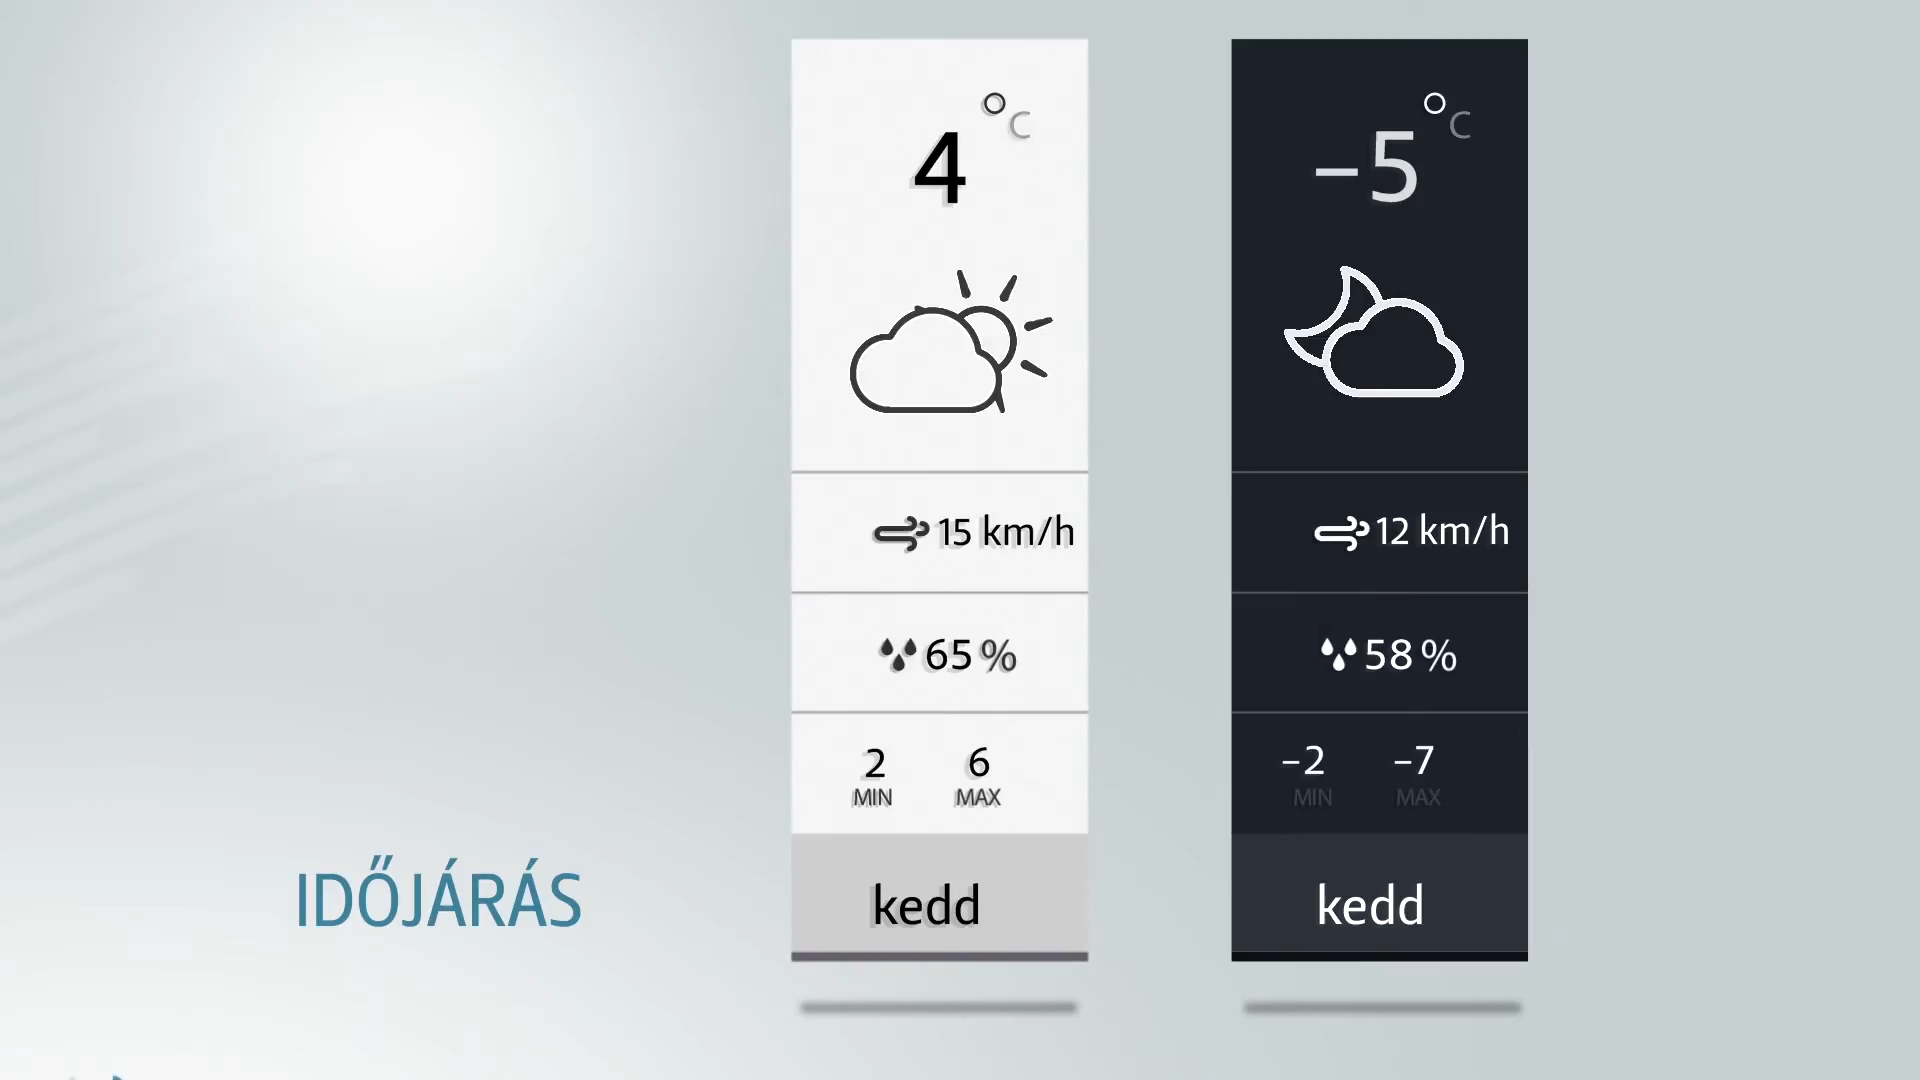 4 °C
15 km/h
65 %
2 6
MIN MAX
kedd
-5 °C
12 km/h
58 %
-2 -7
MIN MAX
kedd
IDŐJÁRÁS